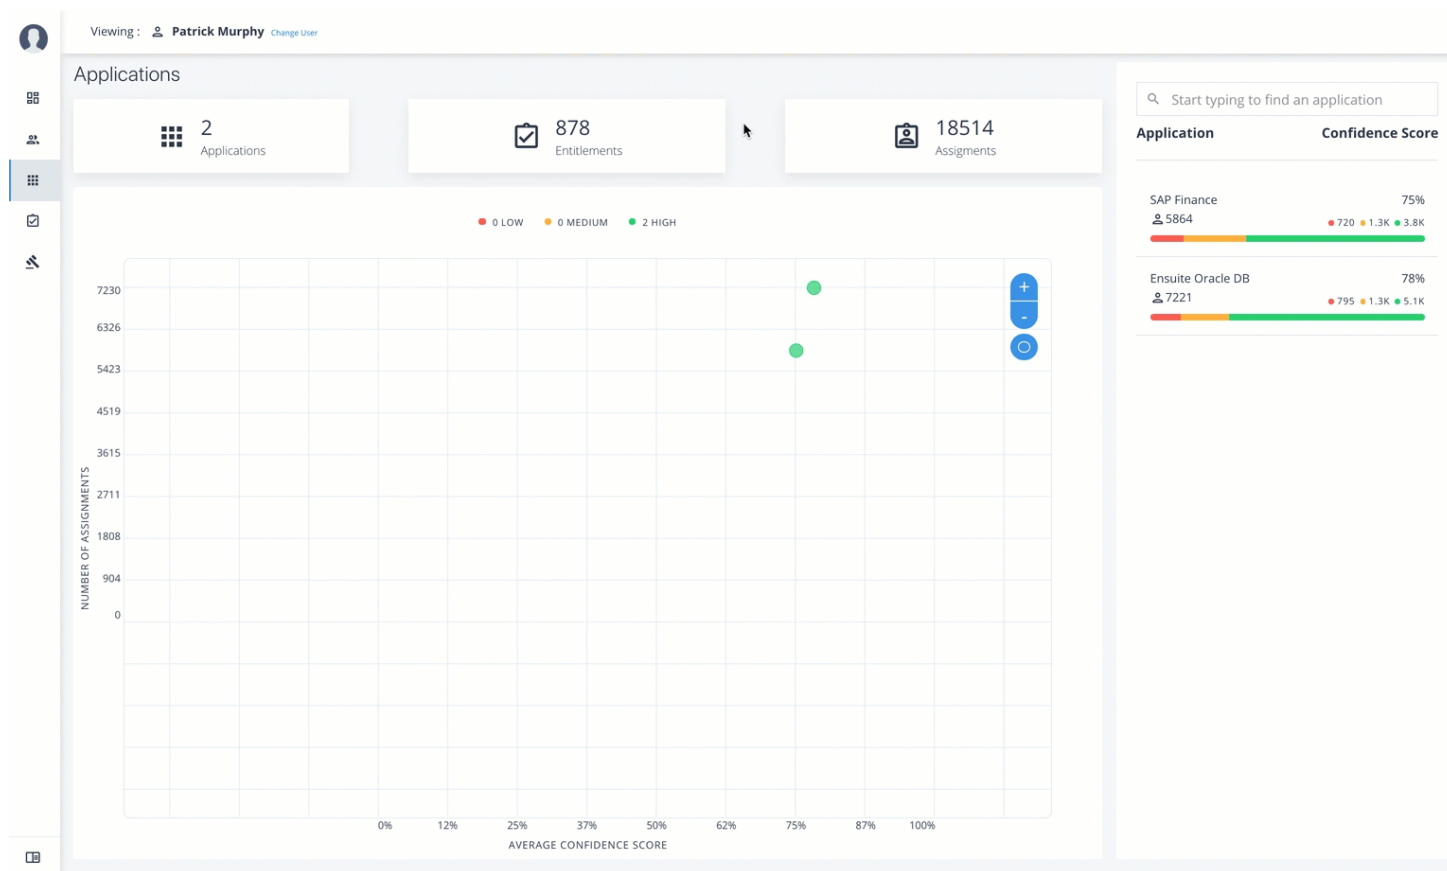 Viewing : Patrick Murphy Change User
Applications
2
Applications
878
Entitlements
18514
Assigments
0 LOW 0 MEDIUM 2 HIGH
7230
6326
5423
4519
3615
2711
1808
904
0
NUMBER OF ASSIGNMENTS
+
-
0% 12% 25% 37% 50% 62% 75% 87% 100%
AVERAGE CONFIDENCE SCORE
Start typing to find an application
Application Confidence Score
SAP Finance 75%
5864 720 1.3K 3.8K
Ensuite Oracle DB 78%
7221 795 1.3K 5.1K